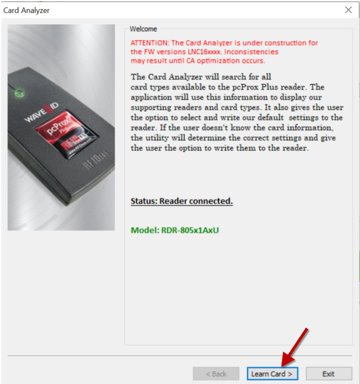 Card Analyzer
Welcome
ATTENTION: The Card Analyzer is under construction for
the FW versions LNC16xxx. Inconsistencies
may result until CA optimization occurs.
The Card Analyzer will search for all
card types available to the pcProx Plus reader. The
application will use this information to display our
supporting readers and card types. It also gives the user
the option to select and write our default settings to the
reader. If the user doesn't know the card information,
the utility will determine the correct settings and give
the user the option to write them to the reader.
WAVE ID
pcProx
Plus
RFIDeas
Status: Reader connected.
Model: RDR-805x1AxU
< Back
Learn Card >
Exit